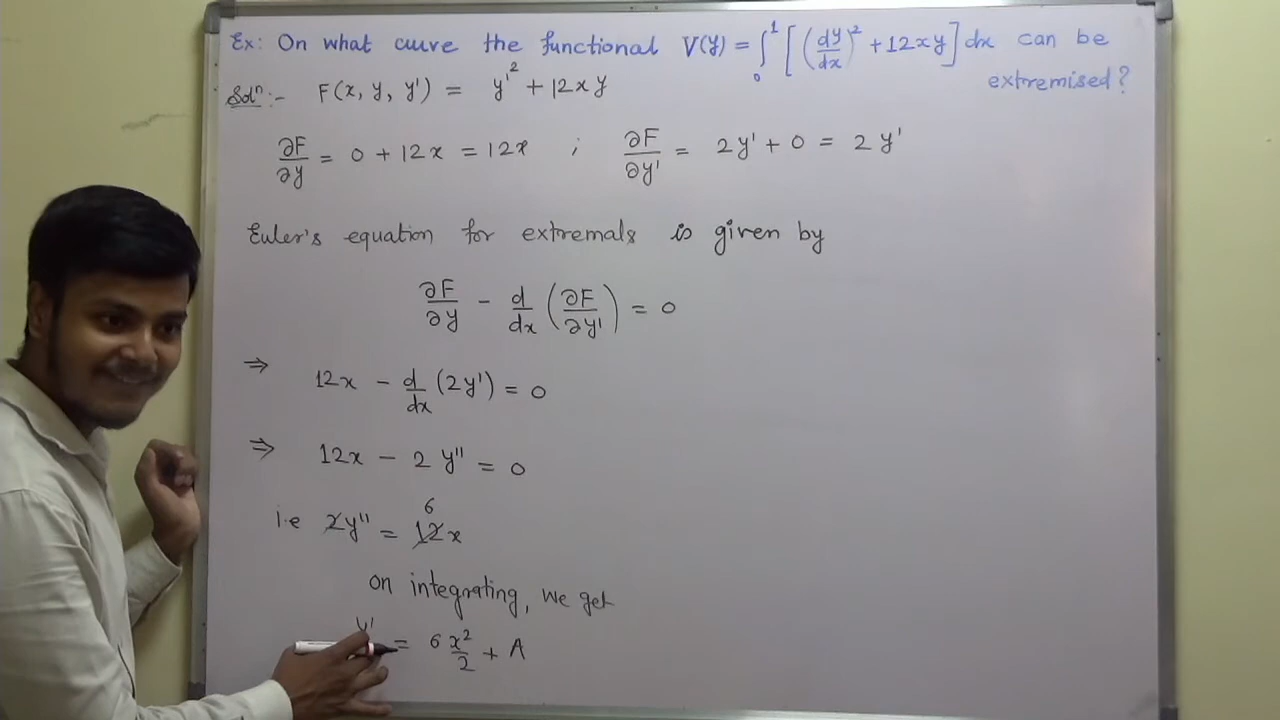 Ex: On what curve the functional V(y) = ∫₀¹ [(dy/dx)² + 12xy] dx can be
extremised?
Solⁿ:- F(x, y, y') = y'² + 12xy
∂F/∂y = 0 + 12x = 12x ; ∂F/∂y' = 2y' + 0 = 2y'
Euler's equation for extremals is given by
∂F/∂y - d/dx (∂F/∂y') = 0
⇒ 12x - d/dx (2y') = 0
⇒ 12x - 2y'' = 0
i.e 2y'' = 12x 6
on integrating, we get
y' = 6 x²/2 + A